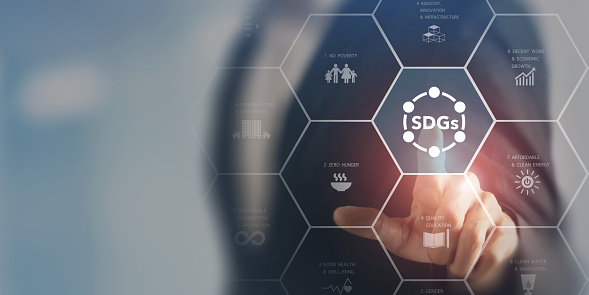 9 INDUSTRY,
INNOVATION
& INFRASTRUCTURE
8 DECENT WORK
& ECONOMIC
GROWTH
1 NO POVERTY
SDGs
2 ZERO HUNGER
7 AFFORDABLE
& CLEAN ENERGY
4 QUALITY
EDUCATION
3 GOOD HEALTH
& WELL-BEING
6 CLEAN WATER
& SANITATION
5 GENDER